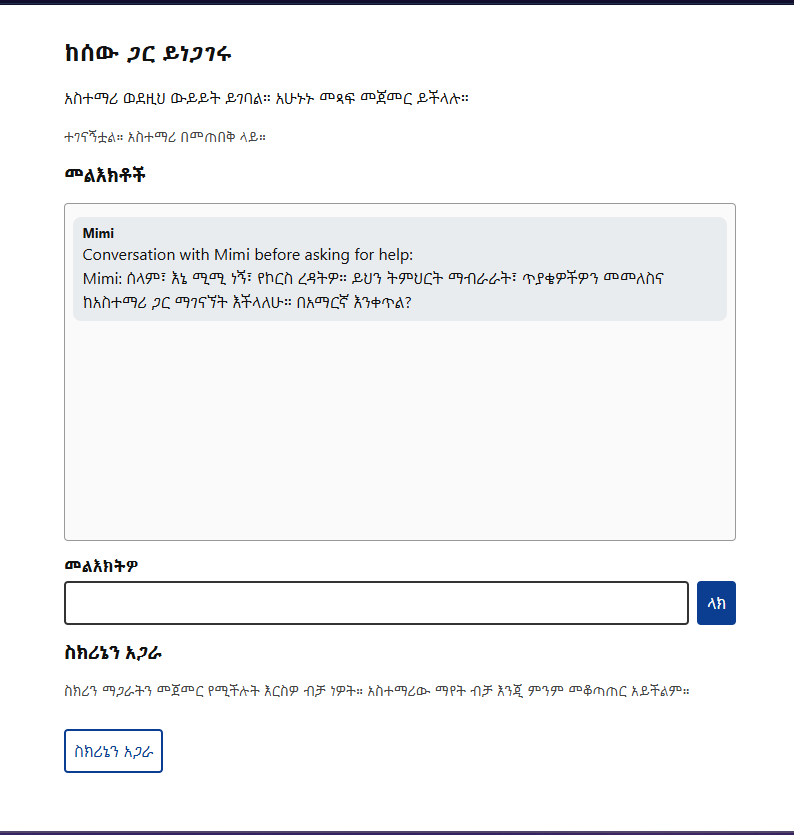 ከሰው ጋር ይነጋገሩ
አስተማሪ ወደዚህ ውይይት ይገባል። አሁኑኑ መጻፍ መጀመር ይችላሉ።
ተገናኝቷል። አስተማሪ በመጠበቅ ላይ።
መልእክቶች
Mimi
Conversation with Mimi before asking for help:
Mimi: ሰላም፣ እኔ ሚሚ ነኝ፣ የኮርስ ረዳትዎ። ይህን ትምህርት ማብራራት፣ ጥያቄዎችዎን መመለስና
ከአስተማሪ ጋር ማገናኘት እችላለሁ። በአማርኛ እንቀጥል?
መልእክትዎ
ላክ
ስክሪኔን አጋራ
ስክሪን ማጋራትን መጀመር የሚችሉት እርስዎ ብቻ ነዎት። አስተማሪው ማየት ብቻ እንጂ ምንም መቆጣጠር አይችልም።
ስክሪኔን አጋራ